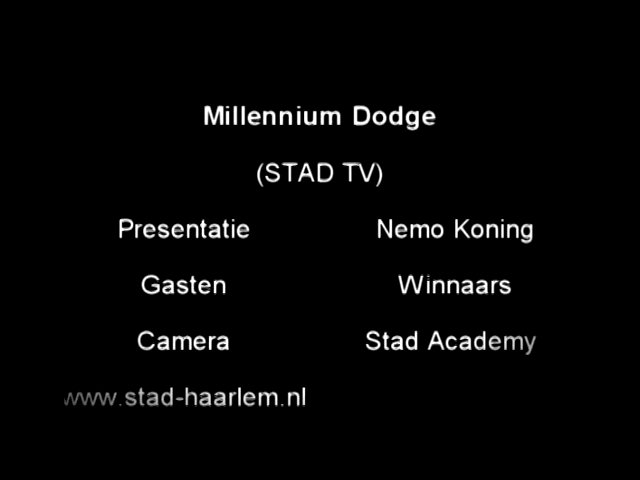 Millennium Dodge
(STAD TV)
Presentatie Nemo Koning
Gasten Winnaars
Camera Stad Academy
www.stad-haarlem.nl